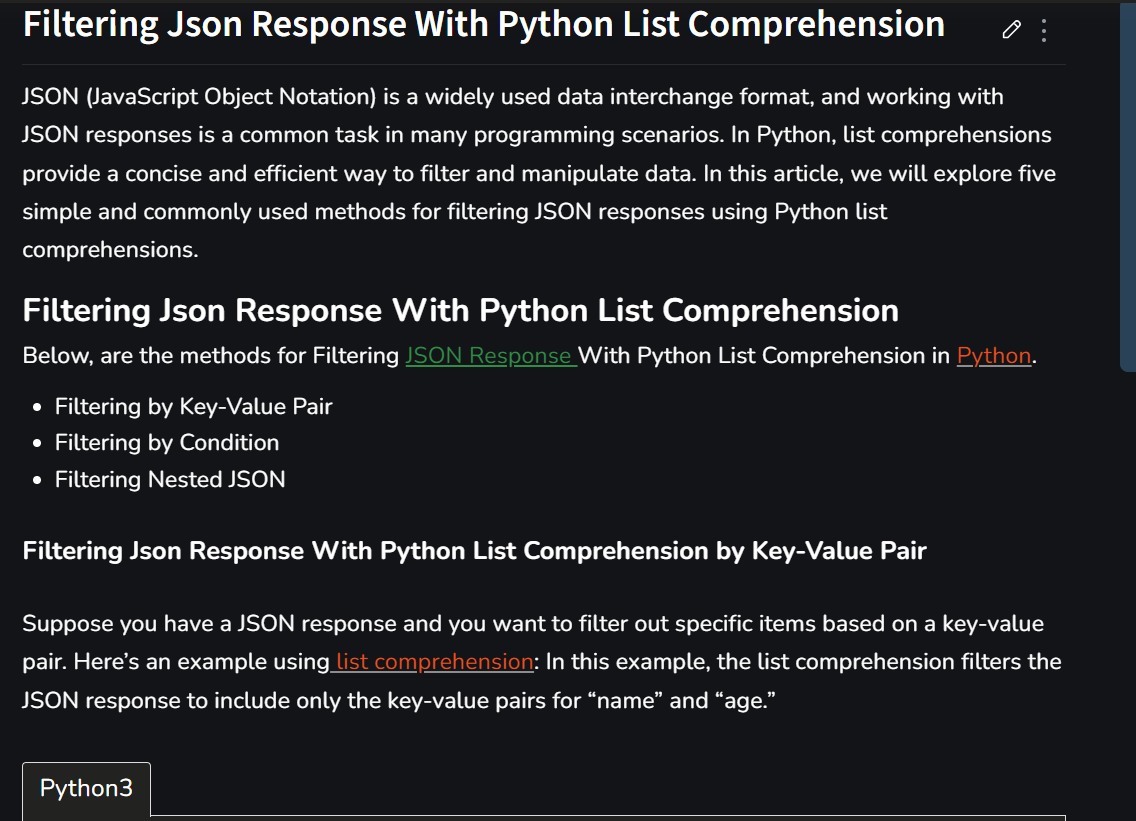 Filtering Json Response With Python List Comprehension
JSON (JavaScript Object Notation) is a widely used data interchange format, and working with
JSON responses is a common task in many programming scenarios. In Python, list comprehensions
provide a concise and efficient way to filter and manipulate data. In this article, we will explore five
simple and commonly used methods for filtering JSON responses using Python list
comprehensions.
Filtering Json Response With Python List Comprehension
Below, are the methods for Filtering JSON Response With Python List Comprehension in Python.
• Filtering by Key-Value Pair
• Filtering by Condition
• Filtering Nested JSON
Filtering Json Response With Python List Comprehension by Key-Value Pair
Suppose you have a JSON response and you want to filter out specific items based on a key-value
pair. Here’s an example using list comprehension: In this example, the list comprehension filters the
JSON response to include only the key-value pairs for “name” and “age.”
Python3